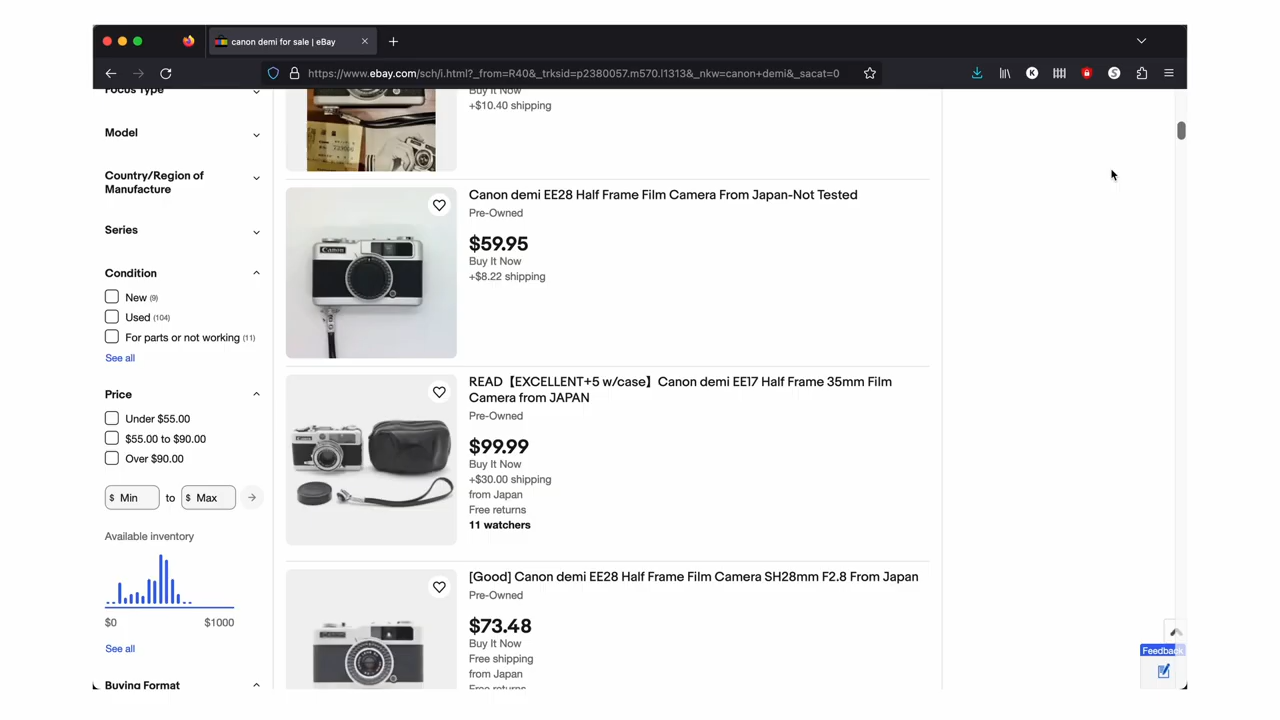 canon demi for sale | eBay
https://www.ebay.com/sch/i.html?_from=R40&_trksid=p2380057.m570.l1313&_nkw=canon+demi&_sacat=0
Focus Type
Model
Country/Region of
Manufacture
Series
Condition
New (9)
Used (104)
For parts or not working (11)
See all
Price
Under $55.00
$55.00 to $90.00
Over $90.00
$ Min to $ Max
Available inventory
$0 $1000
See all
Buying Format
Buy It Now
+$10.40 shipping
Canon demi EE28 Half Frame Film Camera From Japan-Not Tested
Pre-Owned
$59.95
Buy It Now
+$8.22 shipping
READ【EXCELLENT+5 w/case】Canon demi EE17 Half Frame 35mm Film
Camera from JAPAN
Pre-Owned
$99.99
Buy It Now
+$30.00 shipping
from Japan
Free returns
11 watchers
[Good] Canon demi EE28 Half Frame Film Camera SH28mm F2.8 From Japan
Pre-Owned
$73.48
Buy It Now
Free shipping
from Japan
Free returns
Canon
Feedback